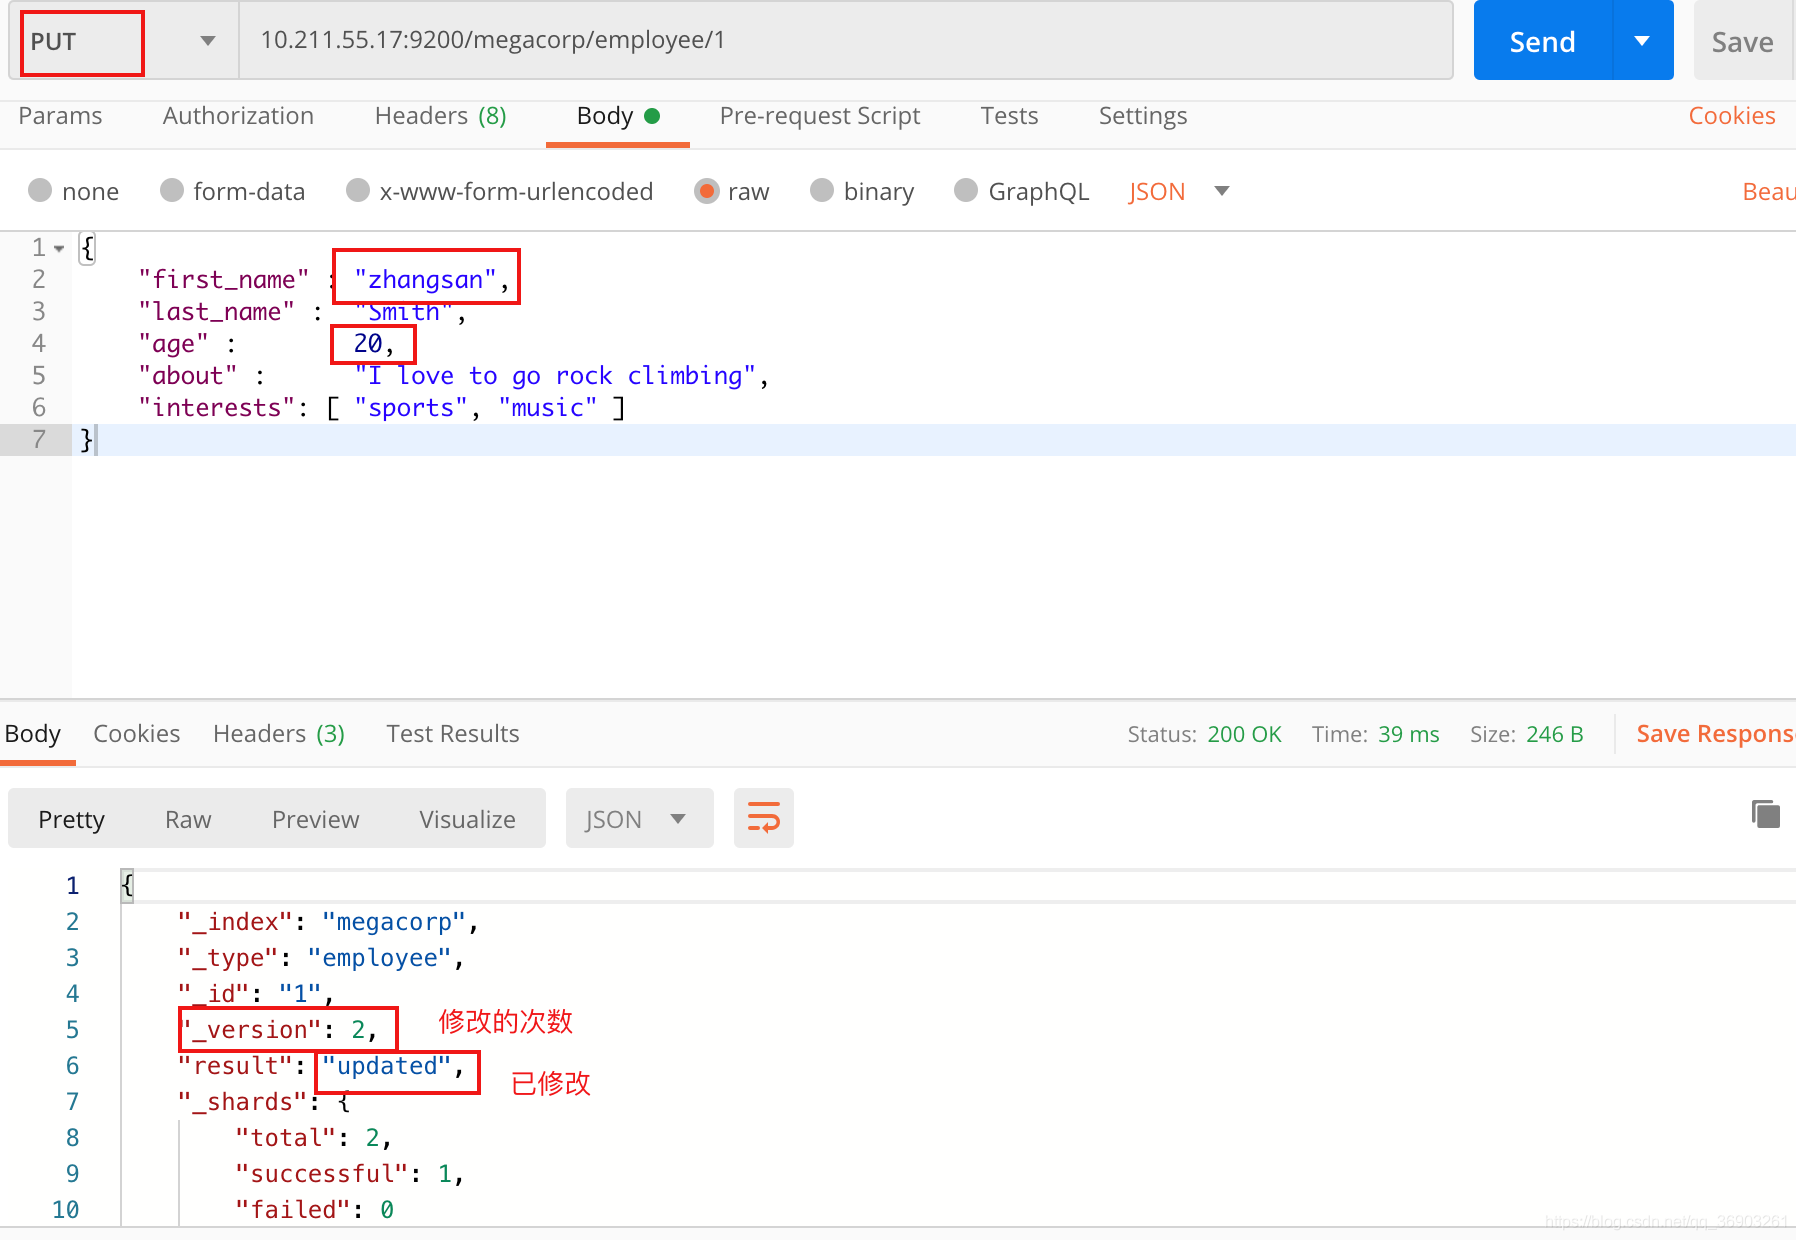 PUT 10.211.55.17:9200/megacorp/employee/1 Send Save
Params Authorization Headers (8) Body Pre-request Script Tests Settings Cookies
none form-data x-www-form-urlencoded raw binary GraphQL JSON Beau
1 {
2 "first_name" : "zhangsan",
3 "last_name" : "Smith",
4 "age" : 20,
5 "about" : "I love to go rock climbing",
6 "interests": [ "sports", "music" ]
7 }
Body Cookies Headers (3) Test Results Status: 200 OK Time: 39 ms Size: 246 B Save Respons
Pretty Raw Preview Visualize JSON
1 {
2 "_index": "megacorp",
3 "_type": "employee",
4 "_id": "1",
5 "_version": 2, 修改的次数
6 "result": "updated", 已修改
7 "_shards": {
8 "total": 2,
9 "successful": 1,
10 "failed": 0
https://blog.csdn.net/qq_36903261